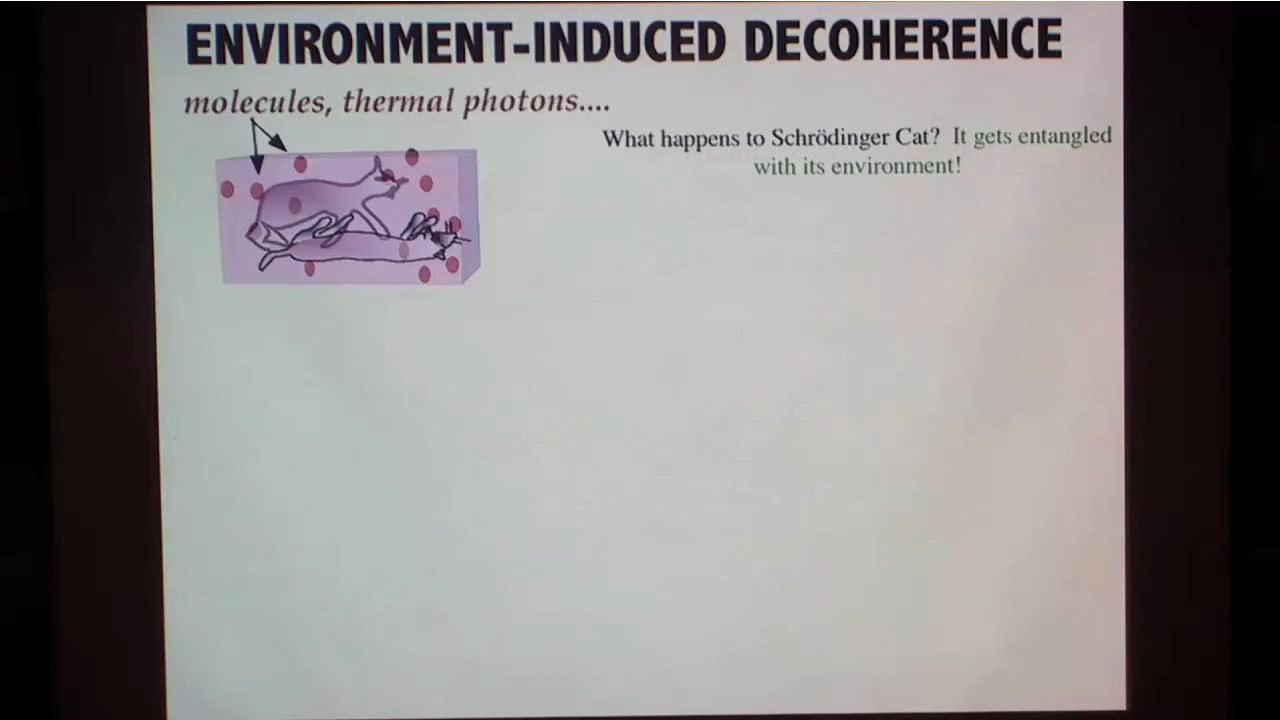 ENVIRONMENT-INDUCED DECOHERENCE
molecules, thermal photons....
What happens to Schrödinger Cat? It gets entangled
with its environment!